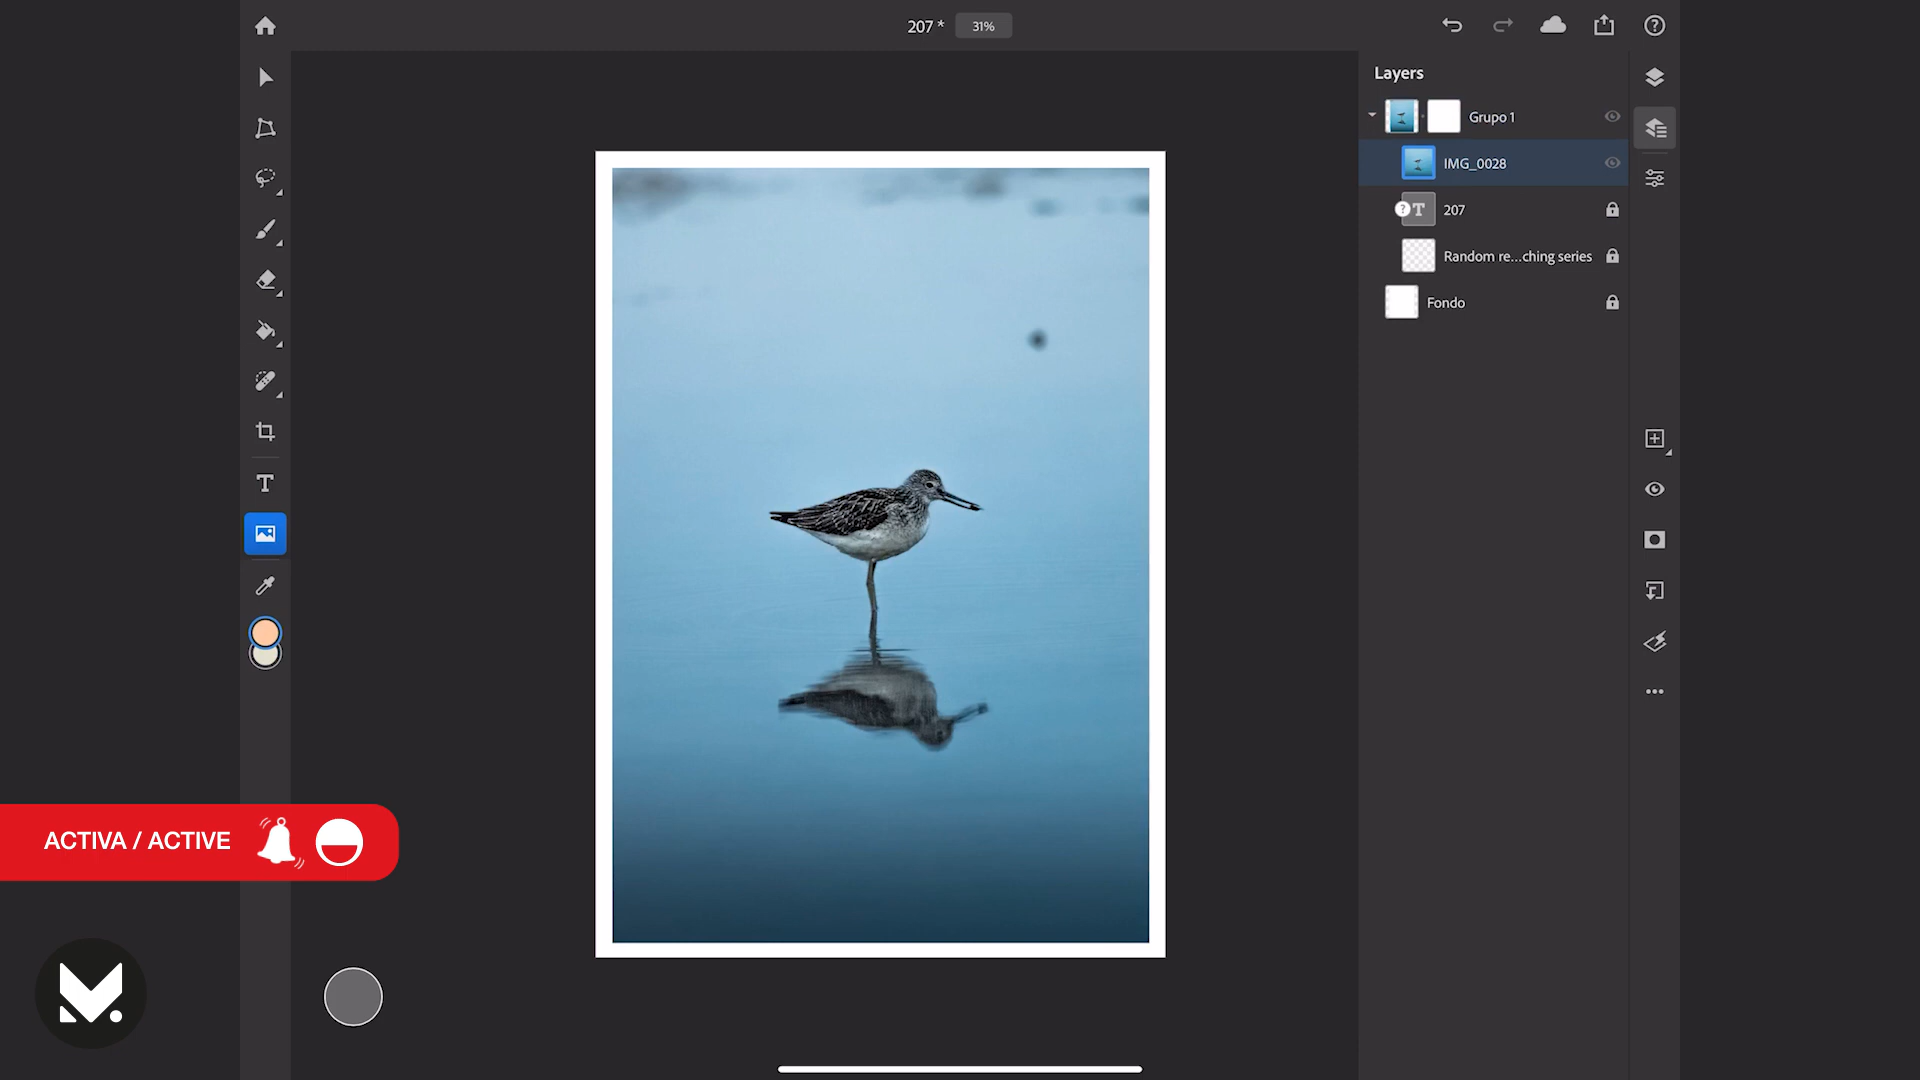 207 *
31%
Layers
Grupo 1
IMG_0028
207
Random re...ching series
Fondo
ACTIVA / ACTIVE